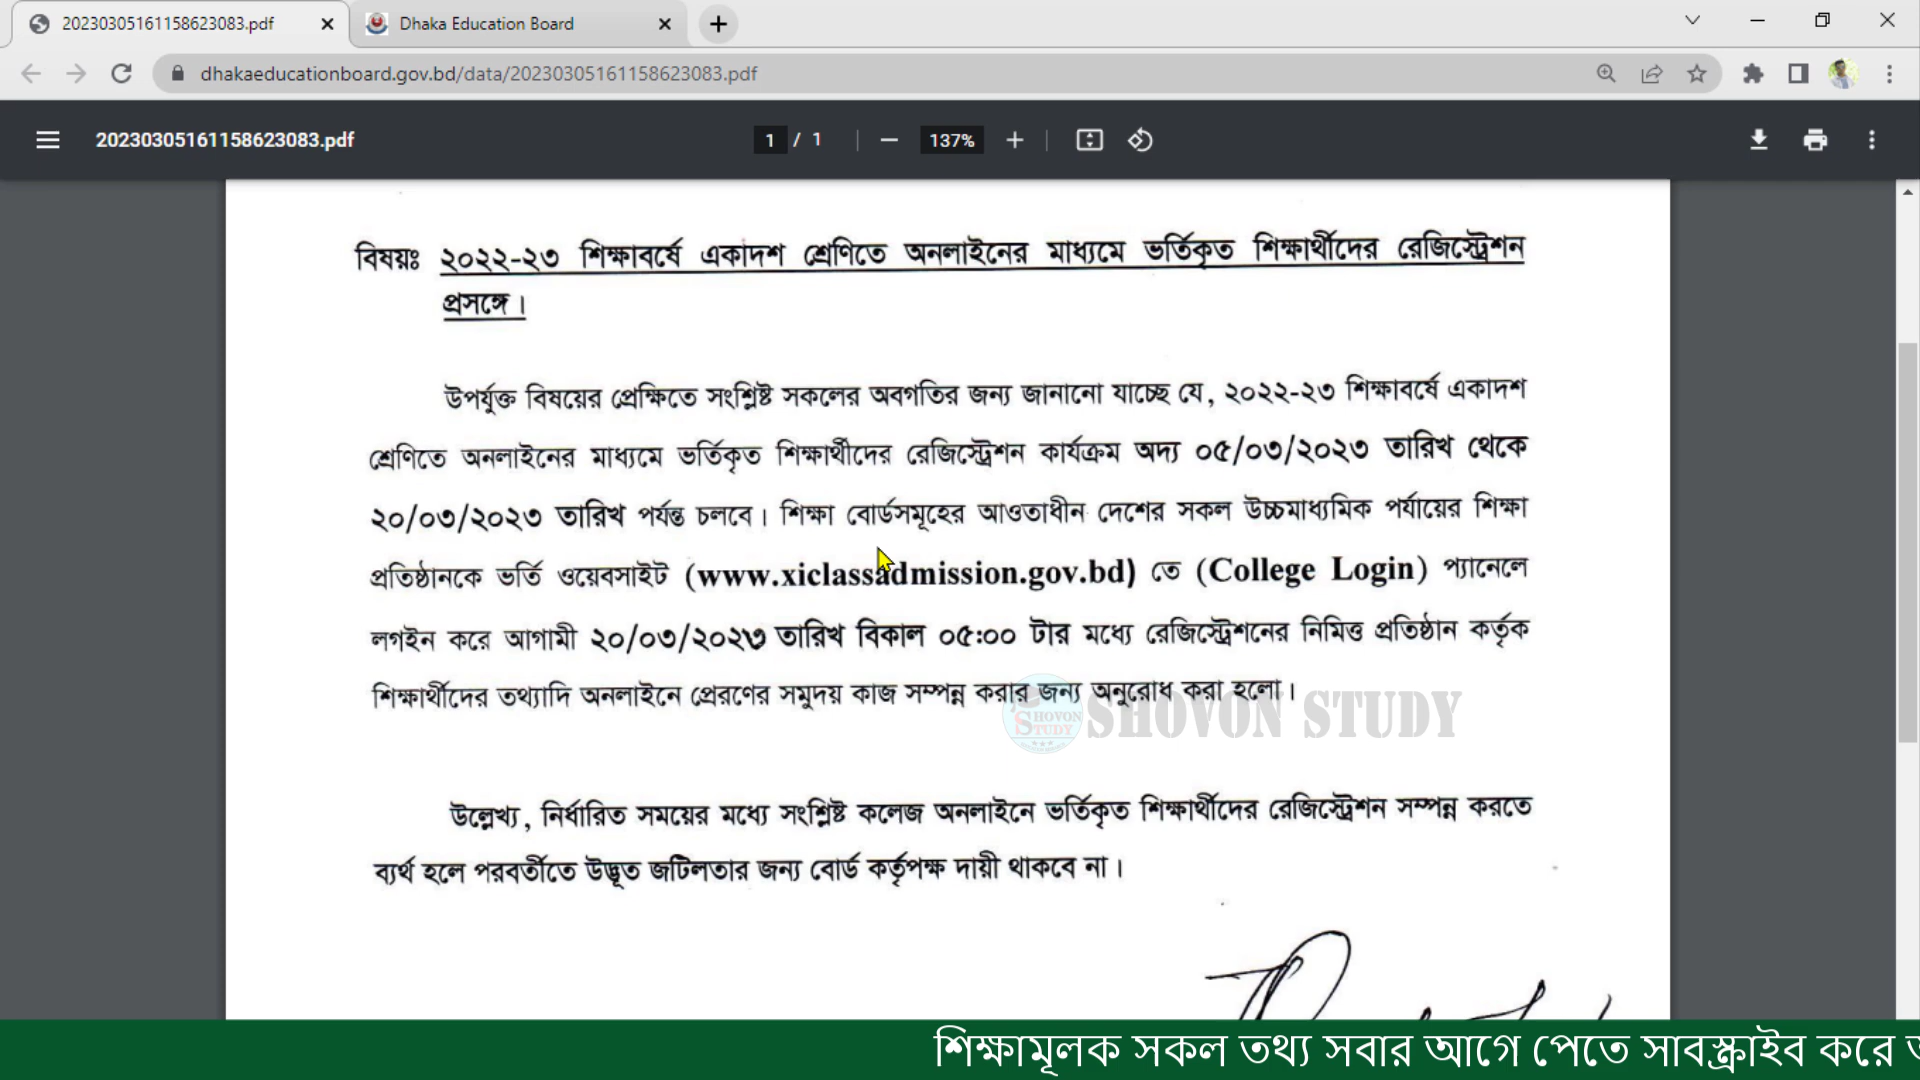 20230305161158623083.pdf
Dhaka Education Board
dhakaeducationboard.gov.bd/data/20230305161158623083.pdf
20230305161158623083.pdf
1 / 1
137%
বিষয়ঃ ২০২২-২৩ শিক্ষাবর্ষে একাদশ শ্রেণিতে অনলাইনের মাধ্যমে ভর্তিকৃত শিক্ষার্থীদের রেজিস্ট্রেশন
প্রসঙ্গে।
উপর্যুক্ত বিষয়ের প্রেক্ষিতে সংশ্লিষ্ট সকলের অবগতির জন্য জানানো যাচ্ছে যে, ২০২২-২৩ শিক্ষাবর্ষে একাদশ
শ্রেণিতে অনলাইনের মাধ্যমে ভর্তিকৃত শিক্ষার্থীদের রেজিস্ট্রেশন কার্যক্রম অদ্য ০৫/০৩/২০২৩ তারিখ থেকে
২০/০৩/২০২৩ তারিখ পর্যন্ত চলবে। শিক্ষা বোর্ডসমূহের আওতাধীন দেশের সকল উচ্চমাধ্যমিক পর্যায়ের শিক্ষা
প্রতিষ্ঠানকে ভর্তি ওয়েবসাইট (www.xiclassadmission.gov.bd) তে (College Login) প্যানেলে
লগইন করে আগামী ২০/০৩/২০২৩ তারিখ বিকাল ০৫:০০ টার মধ্যে রেজিস্ট্রেশনের নিমিত্ত প্রতিষ্ঠান কর্তৃক
শিক্ষার্থীদের তথ্যাদি অনলাইনে প্রেরণের সমুদয় কাজ সম্পন্ন করার জন্য অনুরোধ করা হলো।
SHOVON STUDY
SHOVON STUDY
উল্লেখ্য, নির্ধারিত সময়ের মধ্যে সংশ্লিষ্ট কলেজ অনলাইনে ভর্তিকৃত শিক্ষার্থীদের রেজিস্ট্রেশন সম্পন্ন করতে
ব্যর্থ হলে পরবর্তীতে উদ্ভূত জটিলতার জন্য বোর্ড কর্তৃপক্ষ দায়ী থাকবে না।
শিক্ষামূলক সকল তথ্য সবার আগে পেতে সাবস্ক্রাইব করে